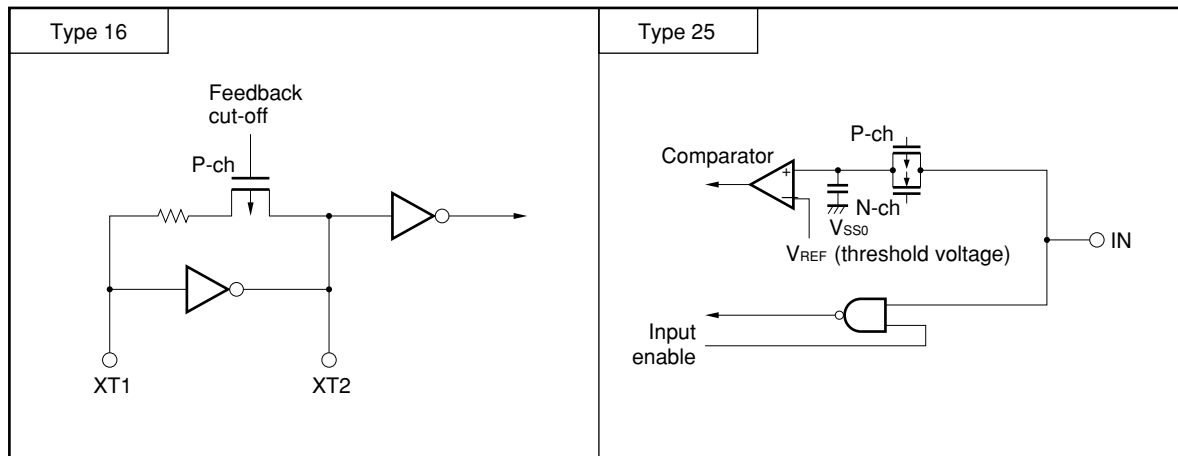 Type 16
Feedback
cut-off
P-ch
XT1
XT2
Type 25
P-ch
Comparator
+
−
N-ch
VSS0
VREF (threshold voltage)
IN
Input
enable